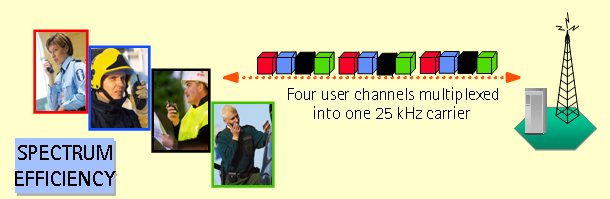 Four user channels multiplexed
into one 25 kHz carrier
SPECTRUM
EFFICIENCY